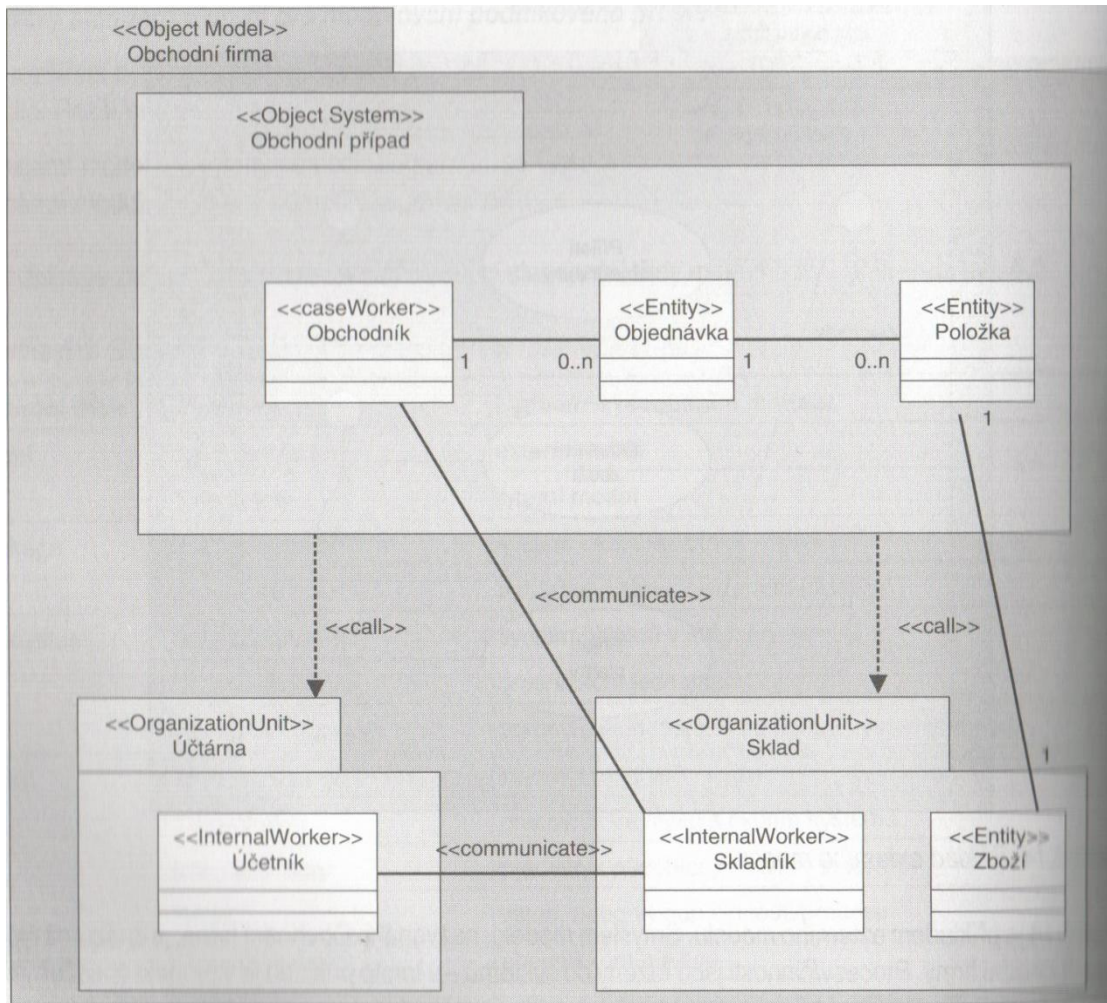 <<Object Model>>
Obchodní firma
<<Object System>>
Obchodní případ
<<caseWorker>>
Obchodník
<<Entity>>
Objednávka
<<Entity>>
Položka
1
0..n
1
0..n
1
<<communicate>>
<<call>>
<<call>>
<<OrganizationUnit>>
Účtárna
<<OrganizationUnit>>
Sklad
1
<<InternalWorker>>
Účetník
<<communicate>>
<<InternalWorker>>
Skladník
<<Entity>>
Zboží